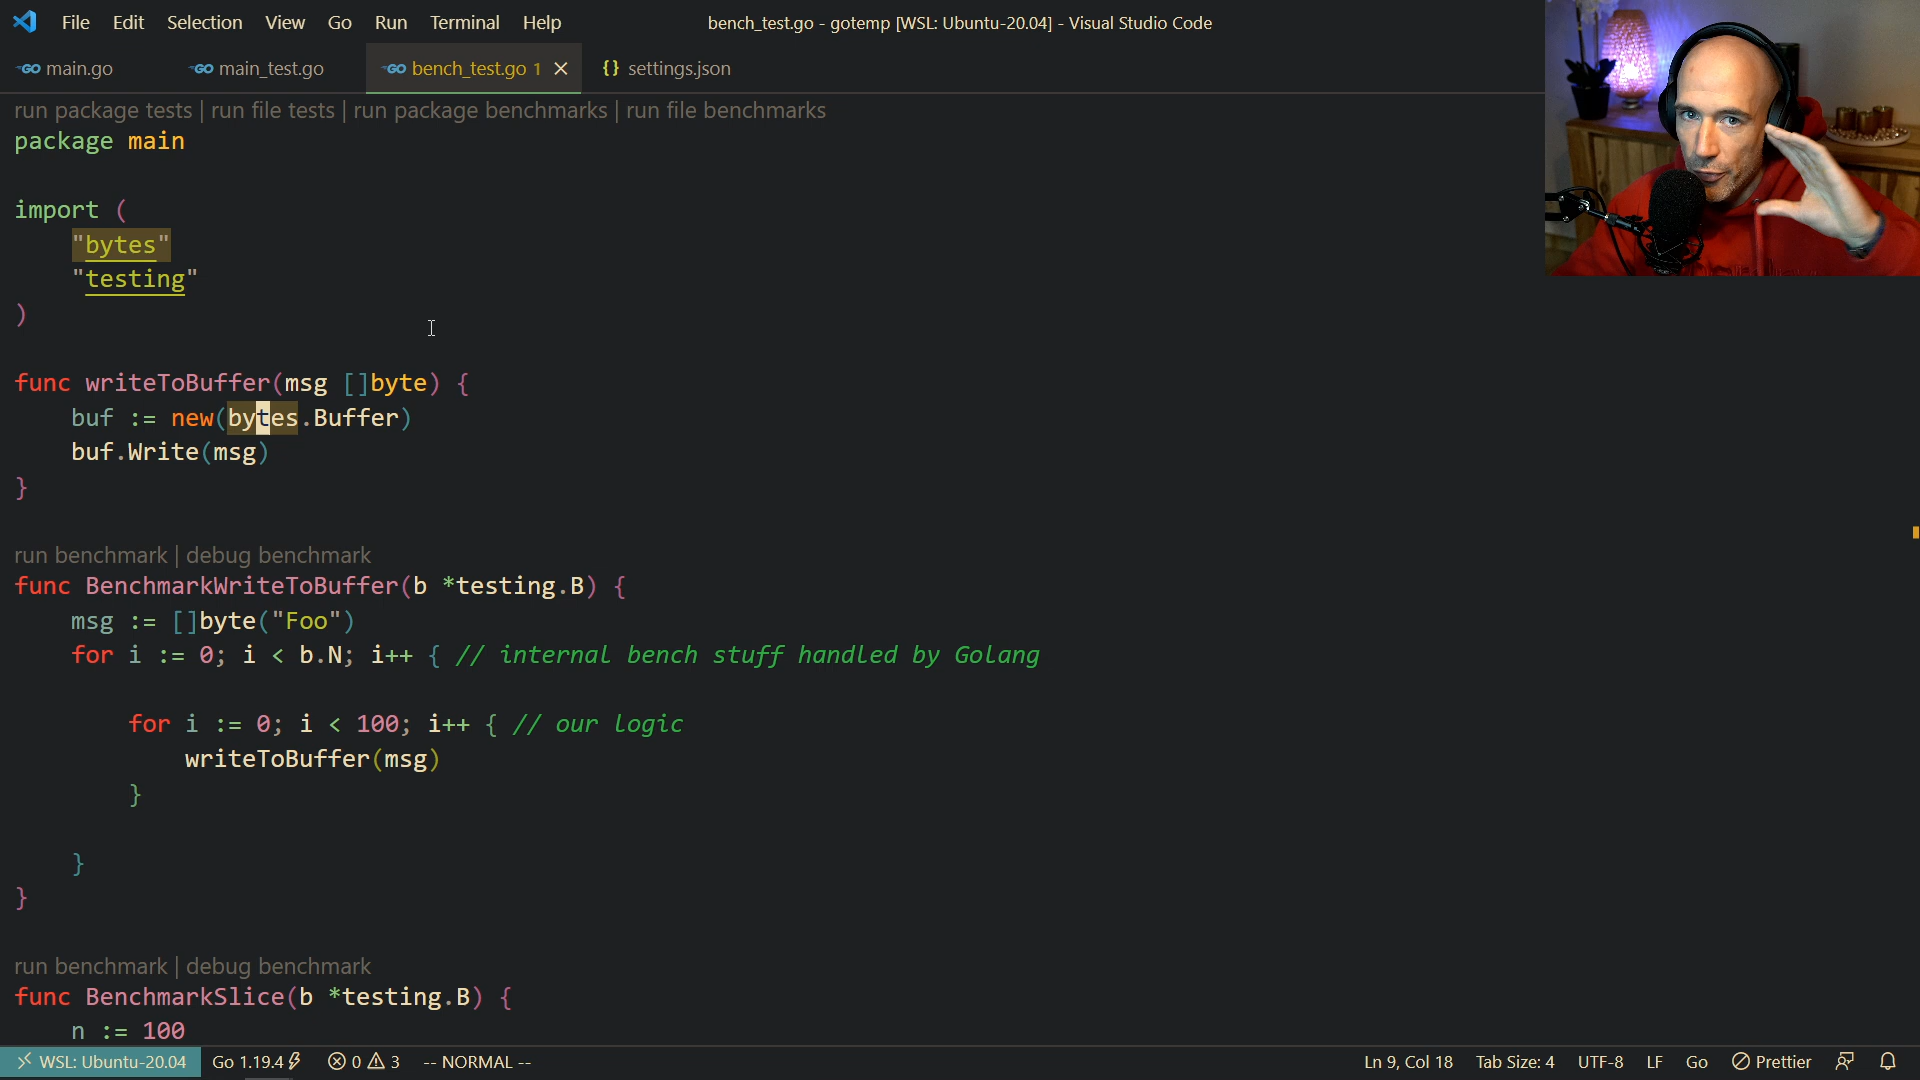 File Edit Selection View Go Run Terminal Help bench_test.go - gotemp [WSL: Ubuntu-20.04] - Visual Studio Code
GO main.go GO main_test.go GO bench_test.go 1 {} settings.json
run package tests | run file tests | run package benchmarks | run file benchmarks
package main
import (
"bytes"
"testing"
)
func writeToBuffer(msg []byte) {
buf := new(bytes.Buffer)
buf.Write(msg)
}
run benchmark | debug benchmark
func BenchmarkWriteToBuffer(b *testing.B) {
msg := []byte("Foo")
for i := 0; i < b.N; i++ { // internal bench stuff handled by Golang
for i := 0; i < 100; i++ { // our logic
writeToBuffer(msg)
}
}
}
run benchmark | debug benchmark
func BenchmarkSlice(b *testing.B) {
n := 100
WSL: Ubuntu-20.04 Go 1.19.4 0 3 -- NORMAL -- Ln 9, Col 18 Tab Size: 4 UTF-8 LF Go Prettier